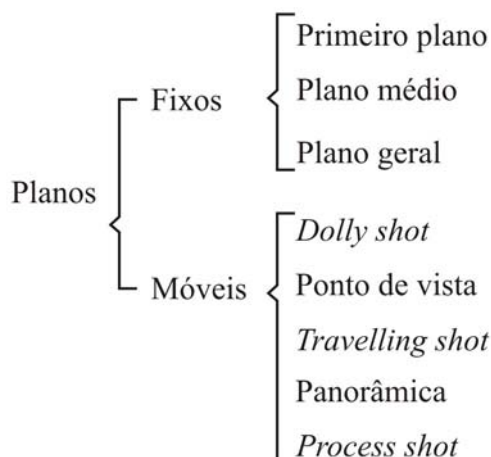 Planos
Fixos
Primeiro plano
Plano médio
Plano geral
Móveis
Dolly shot
Ponto de vista
Travelling shot
Panorâmica
Process shot